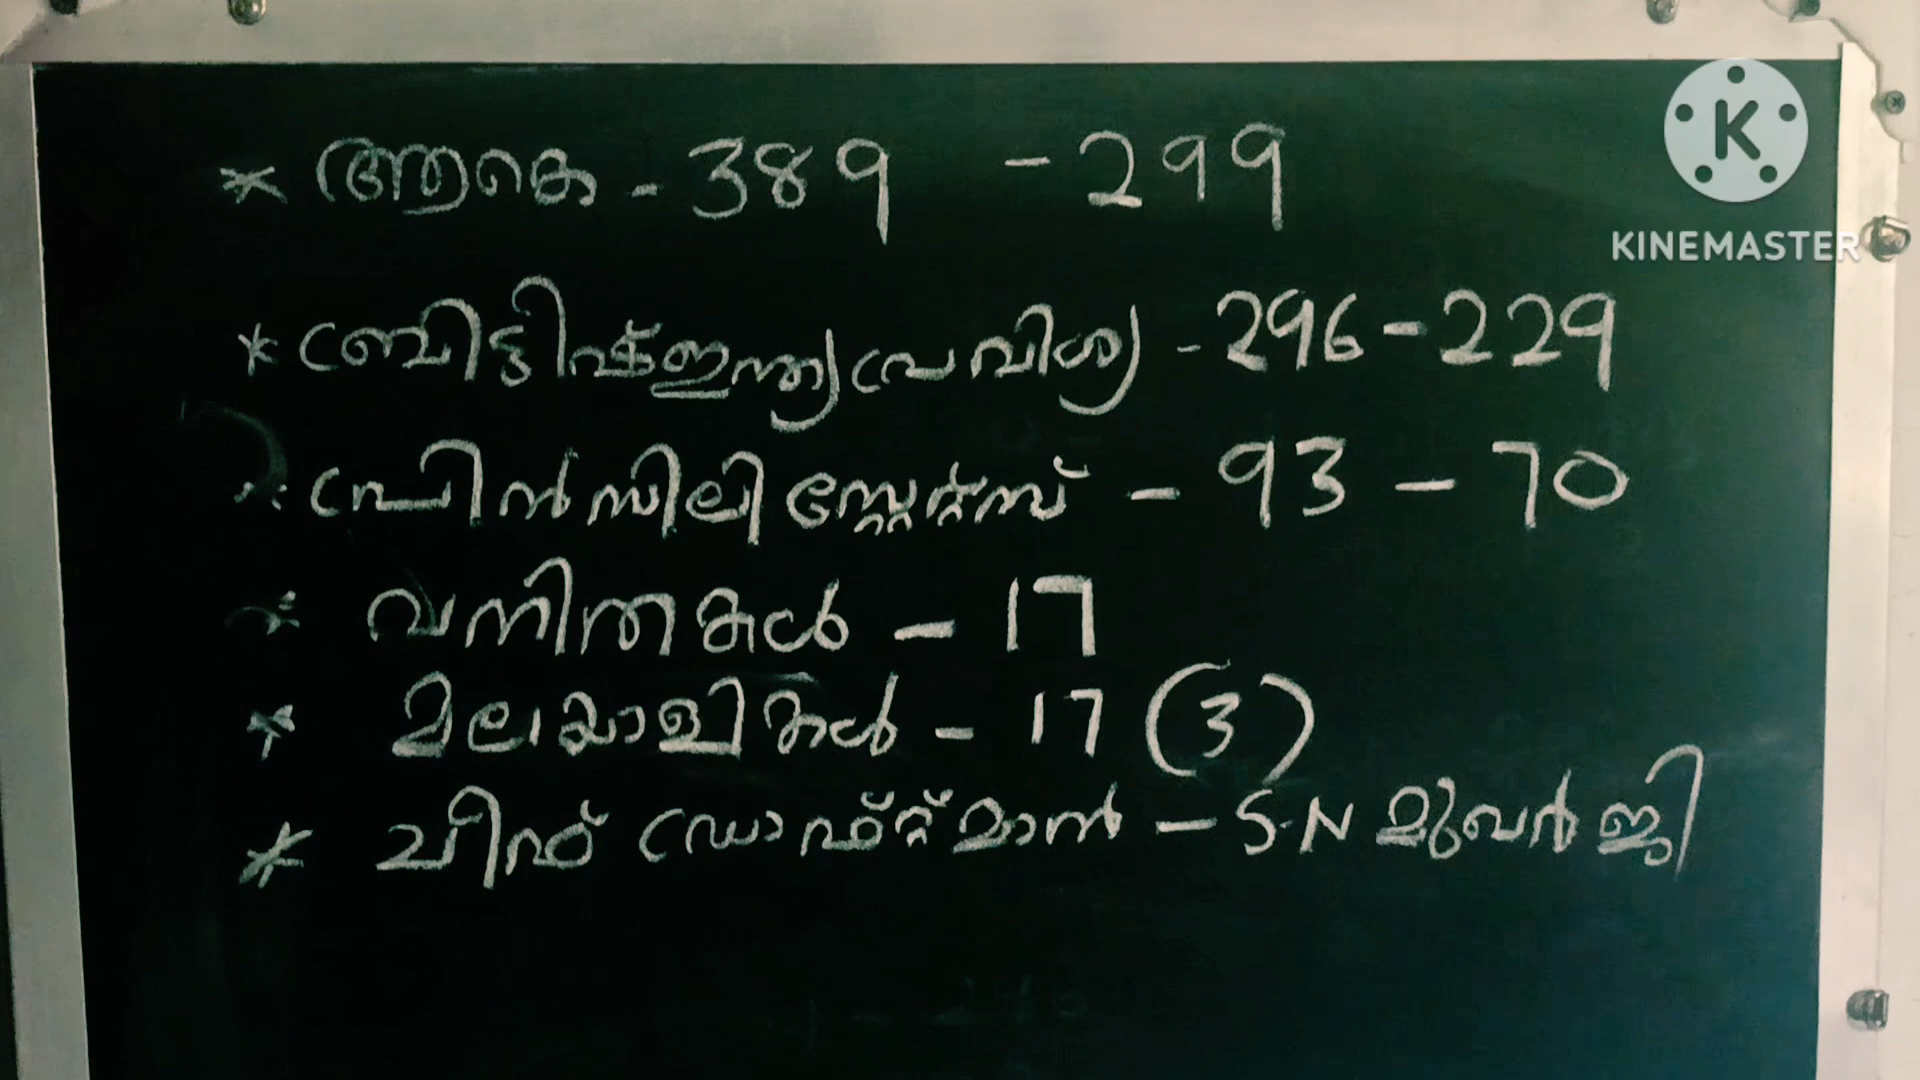 * ആകെ - 389 - 299
K
KINEMASTER
* ബ്രിട്ടീഷ് ഇന്ത്യ പ്രവിശ്യ - 296 - 229
* പ്രിൻസിലി സ്റ്റേറ്റ്സ് - 93 - 70
* വനിതകൾ - 17
* മലയാളികൾ - 17 (3)
* ചീഫ് ഡ്രാഫ്റ്റ്മാൻ - S.N മുഖർജി